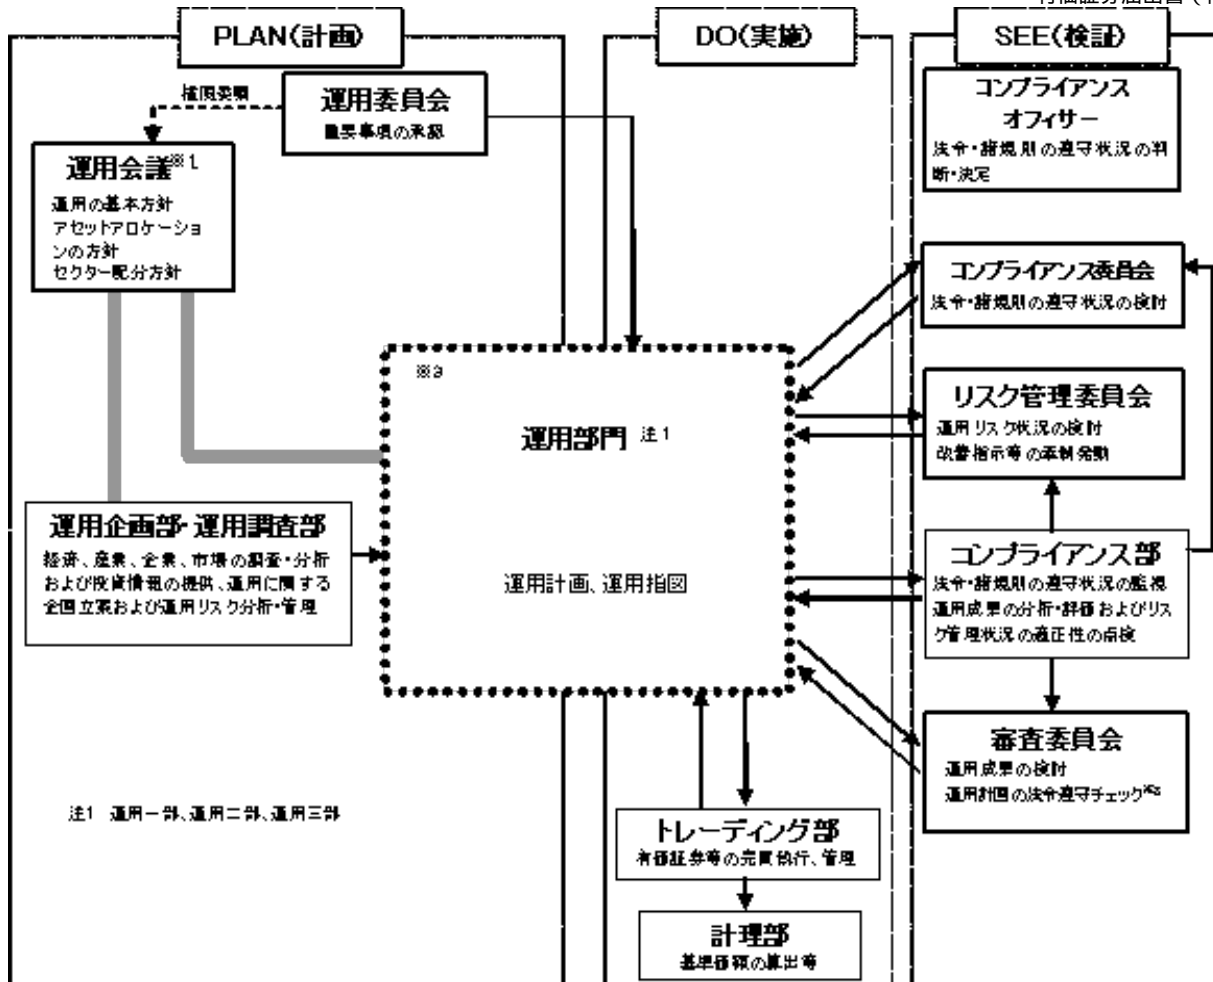 PLAN(計画)
DO(実施)
SEE(検証)
権限委譲
運用委員会
重要事項の承認
運用会議※1
運用の基本方針
アセットアロケーショ
ンの方針
セクター配分方針
コンプライアンス
オフィサー
法令・諸規則の遵守状況の判
断・決定
コンプライアンス委員会
法令・諸規則の遵守状況の検討
※3
運用部門 注1
運用計画、運用指図
リスク管理委員会
運用リスク状況の検討
改善指示等の牽制発動
運用企画部・運用調査部
経済、産業、企業、市場の調査・分析
および投資情報の提供、運用に関する
企画立案および運用リスク分析・管理
コンプライアンス部
法令・諸規則の遵守状況の監視
運用成果の分析・評価およびリス
ク管理状況の適正性の点検
審査委員会
運用成果の検討
運用計画の法令遵守チェック※2
注1 運用一部、運用二部、運用三部
トレーディング部
有価証券等の売買執行、管理
計理部
基準価額の算出等